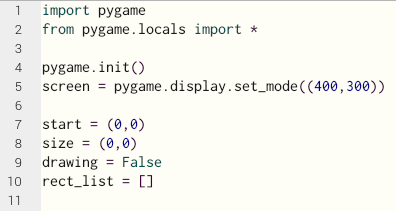 1 import pygame
2 from pygame.locals import *
3
4 pygame.init()
5 screen = pygame.display.set_mode((400,300))
6
7 start = (0,0)
8 size = (0,0)
9 drawing = False
10 rect_list = []
11